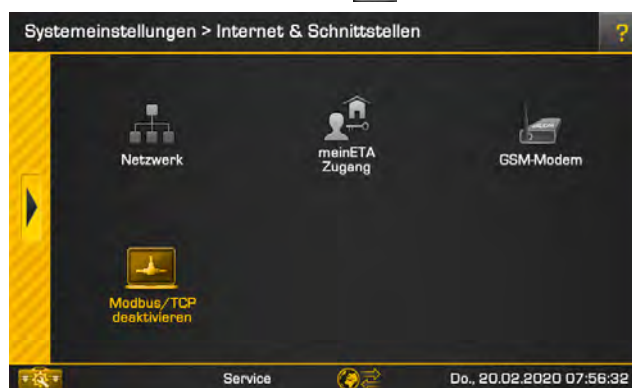 Systemeinstellungen > Internet & Schnittstellen ?
Netzwerk
meinETA
Zugang
GSM-Modem
Modbus/TCP
deaktivieren
Service
Do., 20.02.2020 07:56:32